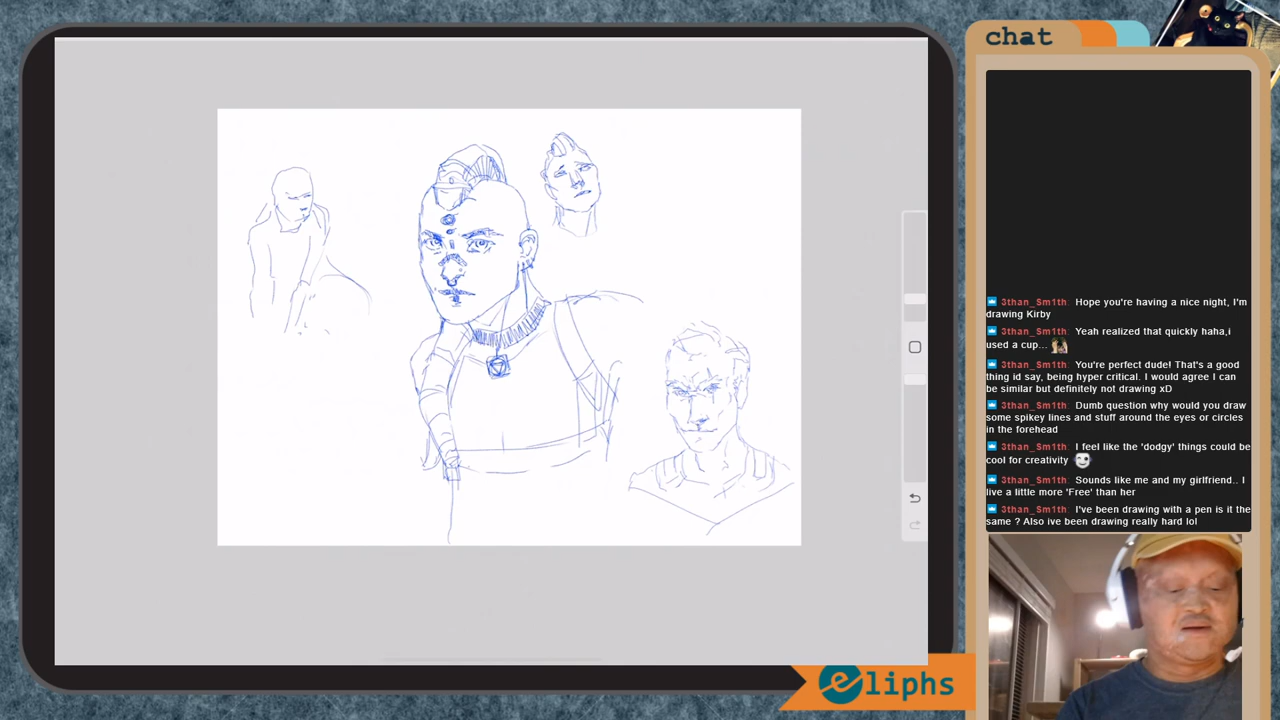 chat
3than_Sm1th: Hope you're having a nice night, I'm
drawing Kirby
3than_Sm1th: Yeah realized that quickly haha,i
used a cup...
3than_Sm1th: You're perfect dude! That's a good
thing id say, being hyper critical. I would agree I can
be similar but definitely not drawing xD
3than_Sm1th: Dumb question why would you draw
some spikey lines and stuff around the eyes or circles
in the forehead
3than_Sm1th: I feel like the 'dodgy' things could be
cool for creativity
3than_Sm1th: Sounds like me and my girlfriend.. I
live a little more 'Free' than her
3than_Sm1th: I've been drawing with a pen is it the
same ? Also ive been drawing really hard lol
eliphs